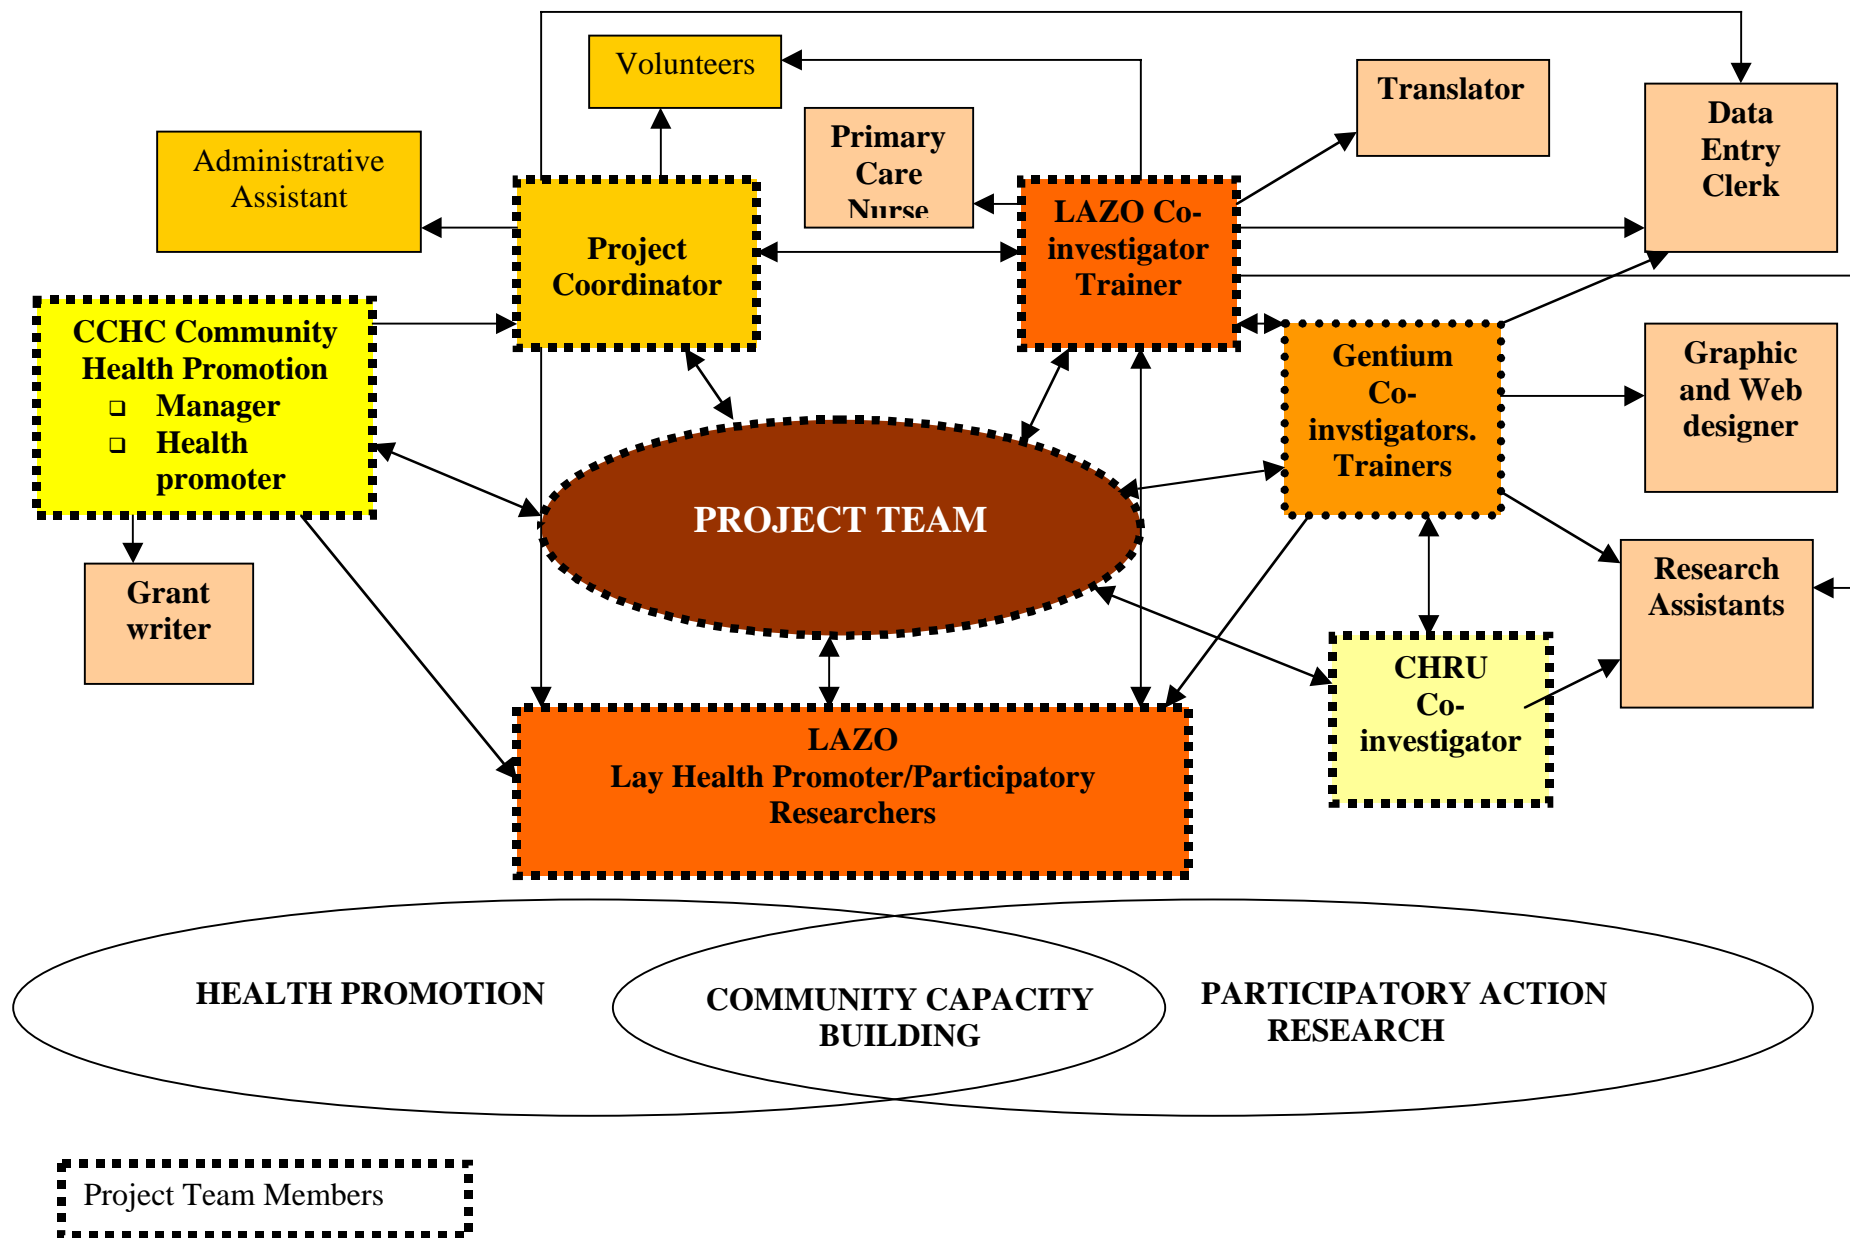 Volunteers
Translator
Data
Entry
Clerk
Primary
Care
Nurse
Administrative
Assistant
Project
Coordinator
LAZO Co-
investigator
Trainer
CCHC Community
Health Promotion
❑ Manager
❑ Health
promoter
Gentium
Co-
invstigators.
Trainers
Graphic
and Web
designer
PROJECT TEAM
Grant
writer
Research
Assistants
CHRU
Co-
investigator
LAZO
Lay Health Promoter/Participatory
Researchers
HEALTH PROMOTION
COMMUNITY CAPACITY
BUILDING
PARTICIPATORY ACTION
RESEARCH
Project Team Members